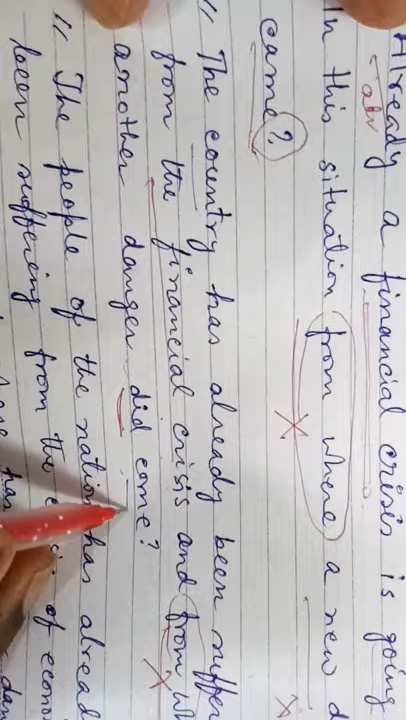 Already a financial crisis is going
adv
In this situation from where a new d
came?
" The country has already been suffer
from the financial crisis and from wh
another danger did come?
" The people of the nation has alread
been suffering from the of econo